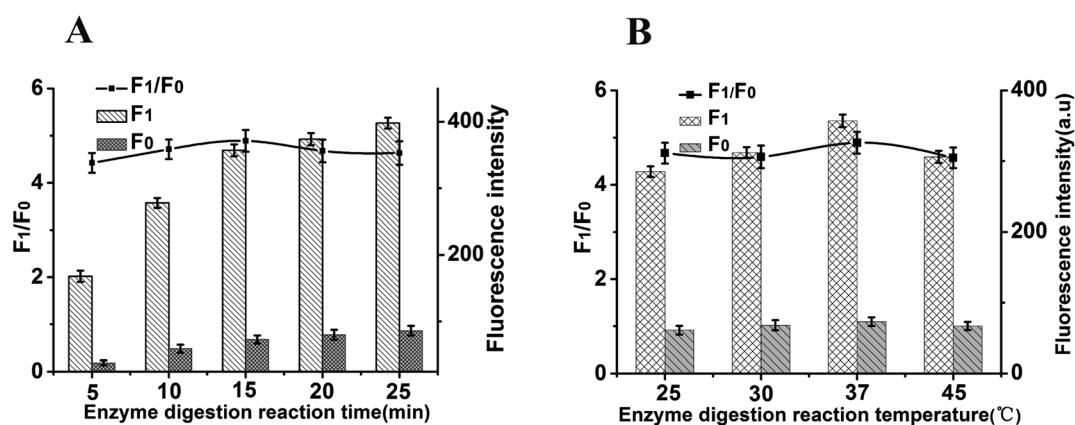 A
F1/F0
F1
F0
6
4
2
0
F1/F0
400
200
Fluorescence intensity
5
10
15
20
25
Enzyme digestion reaction time(min)
B
F1/F0
F1
F0
6
4
2
0
F1/F0
400
200
0
Fluorescence intensity(a.u)
25
30
37
45
Enzyme digestion reaction temperature(℃)